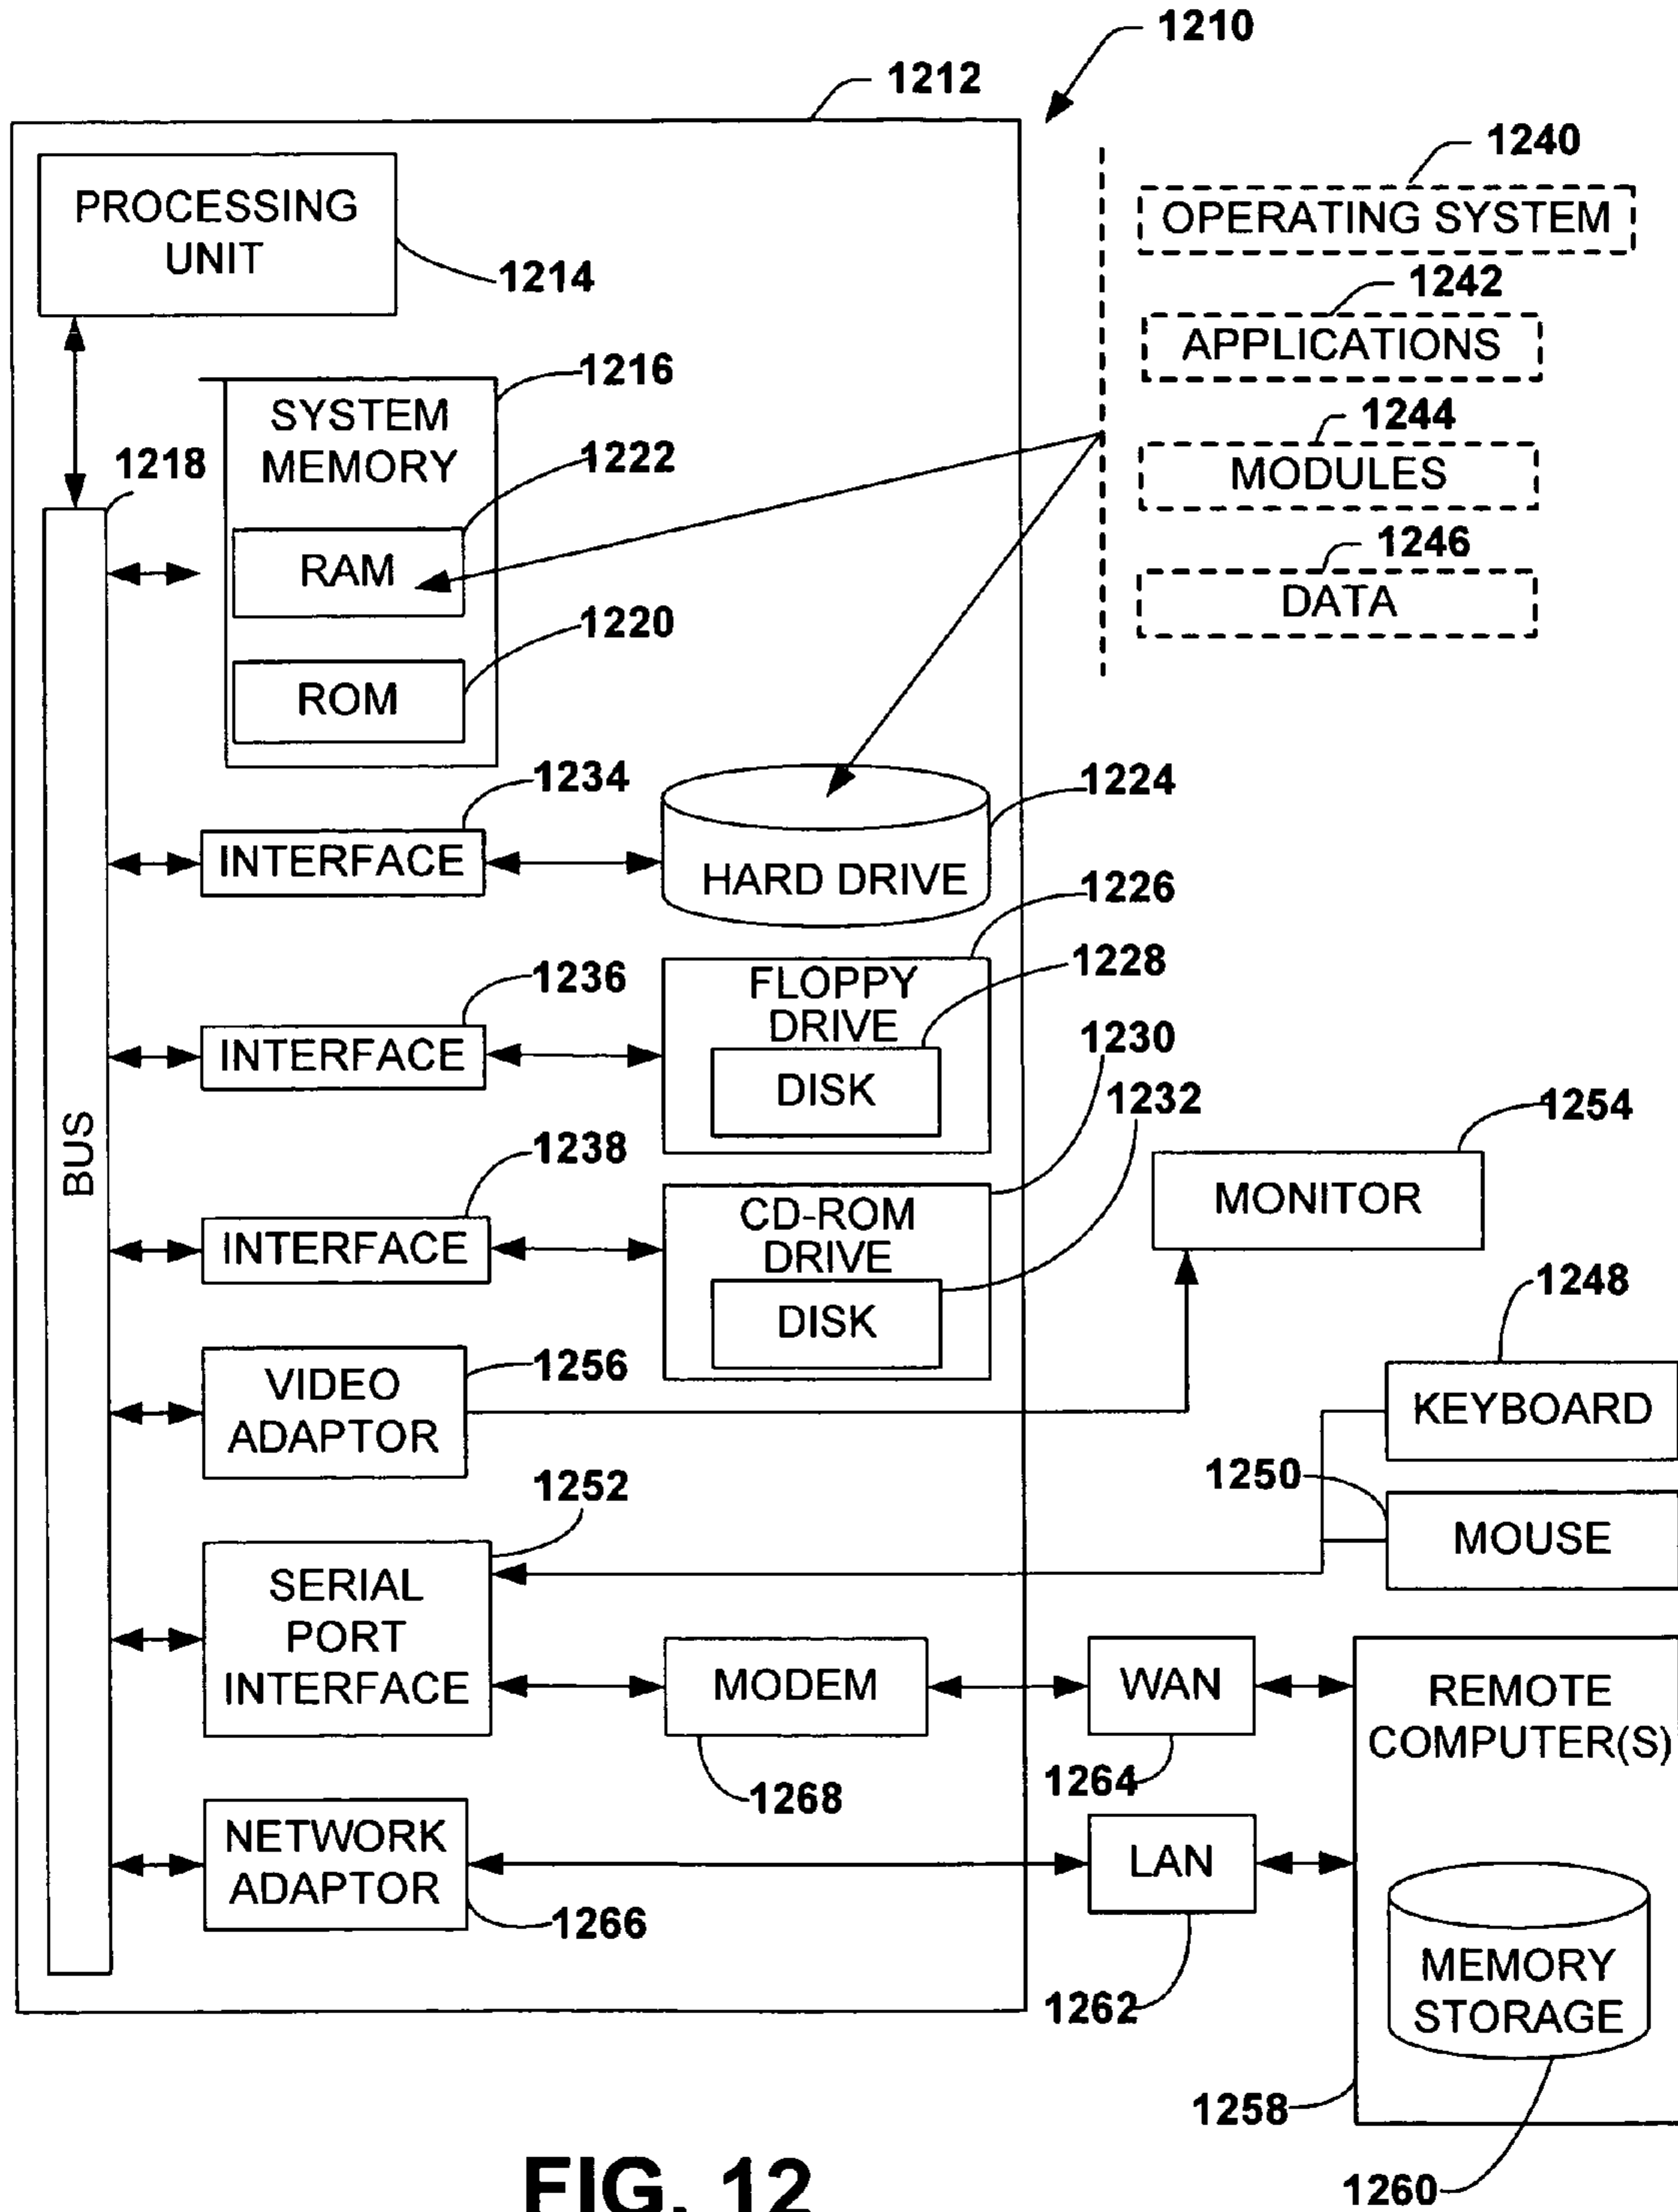 1210
1212
1240
PROCESSING
UNIT
OPERATING SYSTEM
1214
1242
APPLICATIONS
1216
SYSTEM
MEMORY
1244
1218
1222
MODULES
1246
RAM
DATA
1220
ROM
1234
1224
INTERFACE
HARD DRIVE
1226
1236
1228
FLOPPY
DRIVE
1230
INTERFACE
DISK
1232
1254
BUS
1238
MONITOR
CD-ROM
DRIVE
INTERFACE
1248
DISK
1256
VIDEO
ADAPTOR
KEYBOARD
1250
1252
MOUSE
SERIAL
PORT
INTERFACE
MODEM
WAN
REMOTE
COMPUTER(S)
1264
1268
NETWORK
ADAPTOR
LAN
1266
MEMORY
STORAGE
1262
1258
1260
FIG. 12